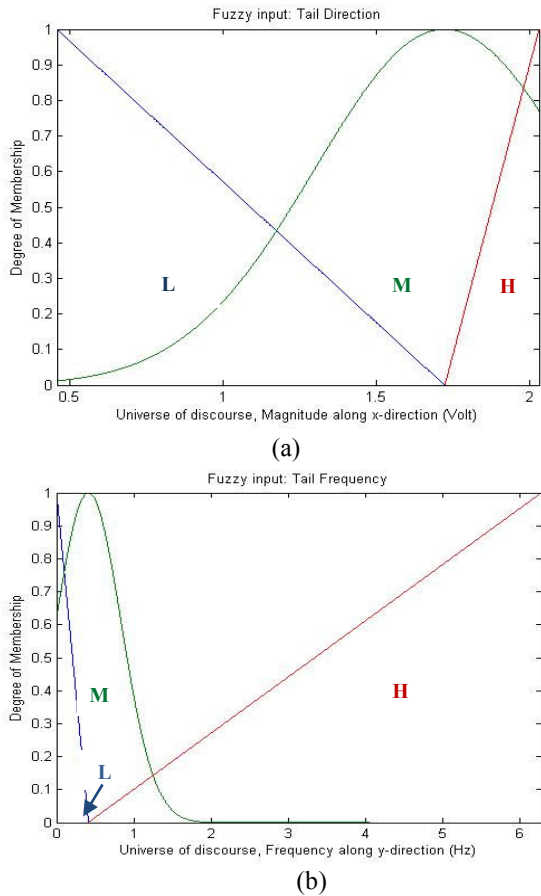 Fuzzy input: Tail Direction
1
0.9
0.8
0.7
0.6
0.5
0.4
0.3
0.2
0.1
0
Degree of Membership
L
M
H
0.5
1
1.5
2
Universe of discourse, Magnitude along x-direction (Volt)
(a)
Fuzzy input: Tail Frequency
1
0.9
0.8
0.7
0.6
0.5
0.4
0.3
0.2
0.1
0
Degree of Membership
M
H
L
0
1
2
3
4
5
6
Universe of discourse, Frequency along y-direction (Hz)
(b)